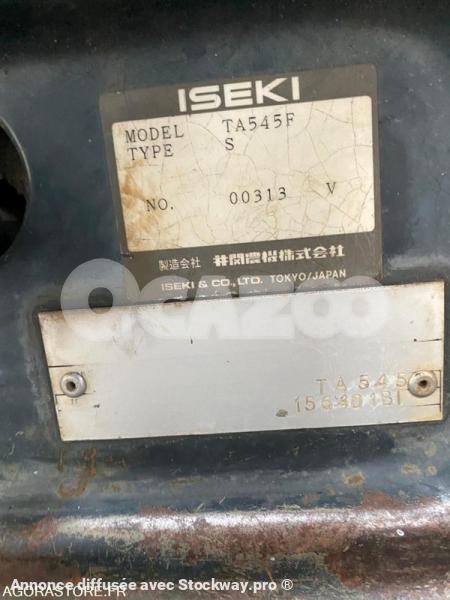 ISEKI
MODEL TA545F
TYPE S
NO. 00313 V
製造会社 井関農機株式会社
ISEKI & CO., LTD. TOKYO/JAPAN
OCAZOO
TA545
Annonce diffusée avec Stockway.pro ®
AGORASTORE.FR